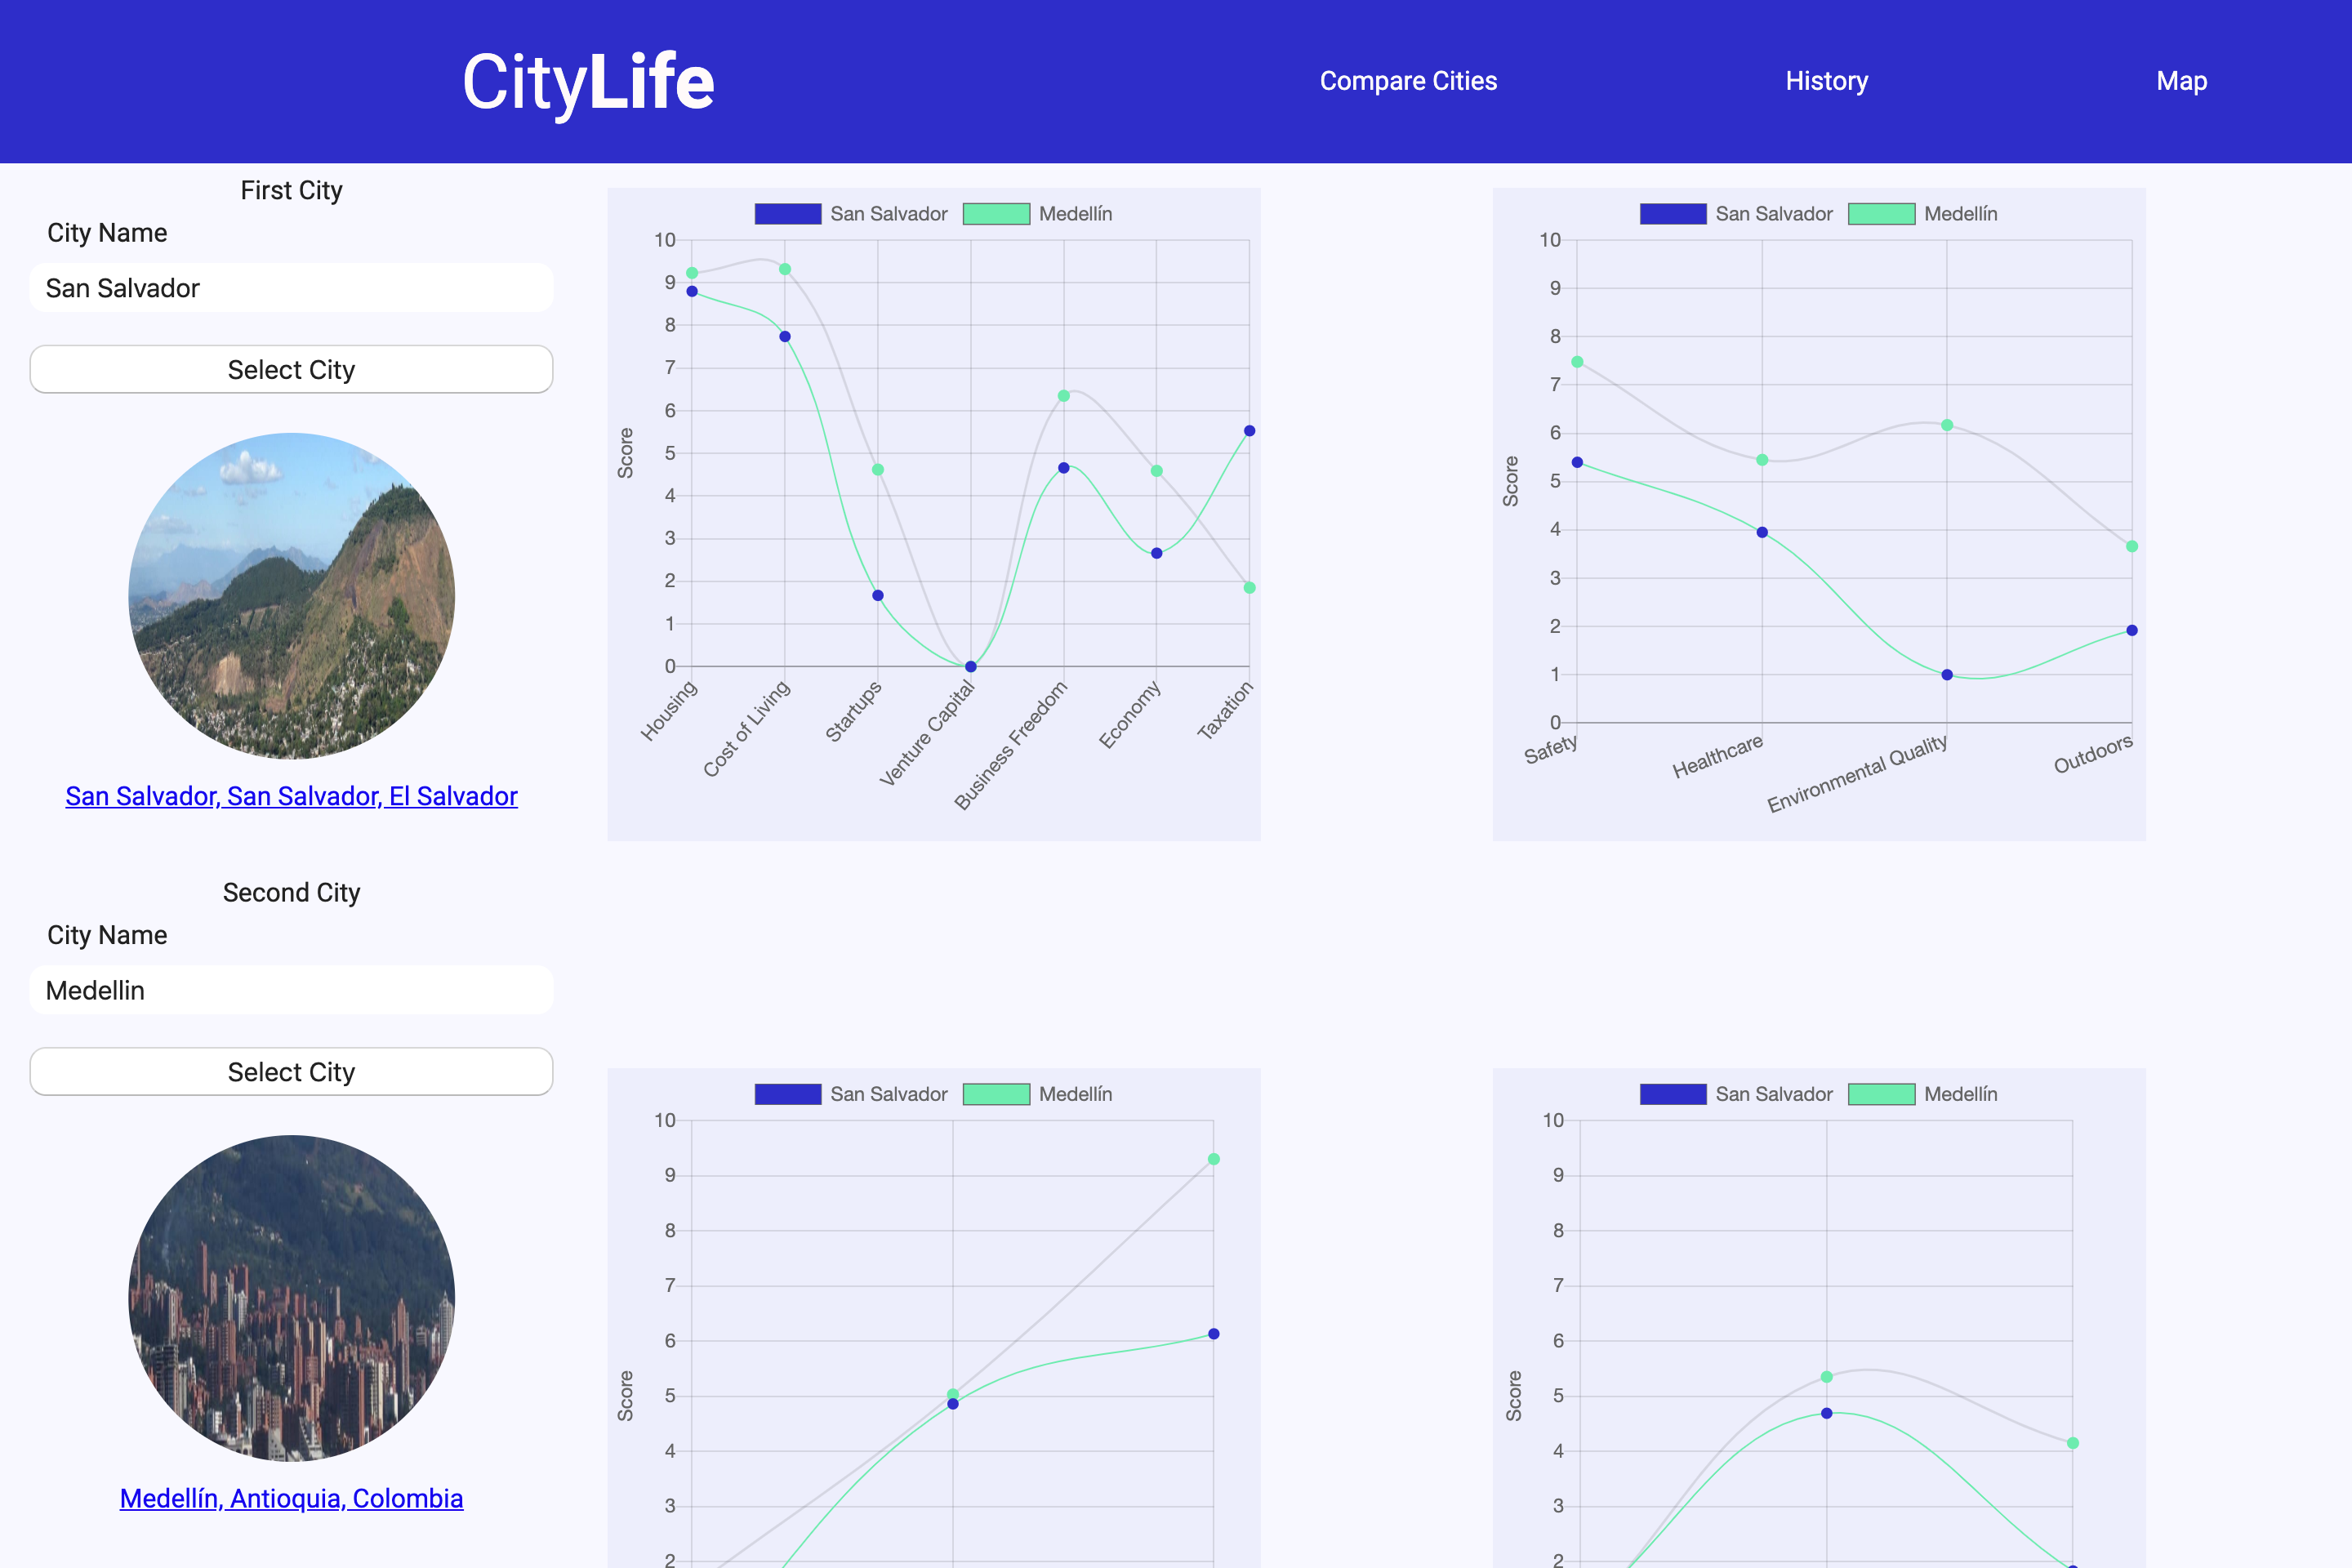 CityLife
Compare Cities
History
Map
First City
City Name
San Salvador
Select City
San Salvador, San Salvador, El Salvador
Second City
City Name
Medellin
Select City
Medellín, Antioquia, Colombia
San Salvador Medellín
10
9
8
7
6
5
4
3
2
1
0
Score
Housing
Cost of Living
Startups
Venture Capital
Business Freedom
Economy
Taxation
San Salvador Medellín
10
9
8
7
6
5
4
3
2
1
0
Score
Safety
Healthcare
Environmental Quality
Outdoors
San Salvador Medellín
10
9
8
7
6
5
4
3
2
Score
San Salvador Medellín
10
9
8
7
6
5
4
3
2
Score